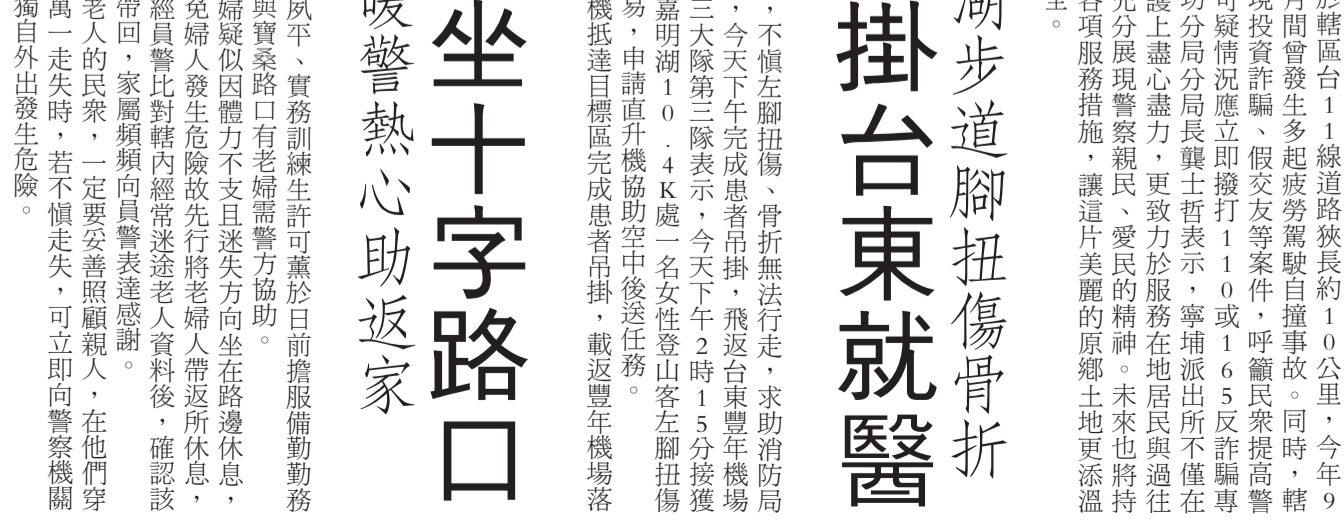 於轄區台11線道路狹長約10公里，今年9
月間曾發生多起疲勞駕駛自撞事故。同時，轄
境投資詐騙、假交友等案件，呼籲民衆提高警
可疑情況應立即撥打110或165反詐騙專
功分局分局長龔士哲表示，寧埔派出所不僅在
護上盡心盡力，更致力於服務在地居民與過往
充分展現警察親民、愛民的精神。未來也將持
各項服務措施，讓這片美麗的原鄉土地更添溫
。
湖步道腳扭傷骨折
掛台東就醫
，不慎左腳扭傷、骨折無法行走，求助消防局
，今天下午完成患者吊掛，飛返台東豐年機場
三大隊第三隊表示，今天下午2時15分接獲
嘉明湖10.4K處一名女性登山客左腳扭傷
易，申請直升機協助空中後送任務。
機抵達目標區完成患者吊掛，載返豐年機場落
坐十字路口
暖警熱心助返家
夙平、實務訓練生許可薰於日前擔服備勤勤務
與寶桑路口有老婦需警方協助。
婦疑似因體力不支且迷失方向坐在路邊休息，
免婦人發生危險故先行將老婦人帶返所休息，
經員警比對轄內經常迷途老人資料後，確認該
帶回，家屬頻頻向員警表達感謝。
老人的民衆，一定要妥善照顧親人，在他們穿
萬一走失時，若不慎走失，可立即向警察機關
獨自外出發生危險。